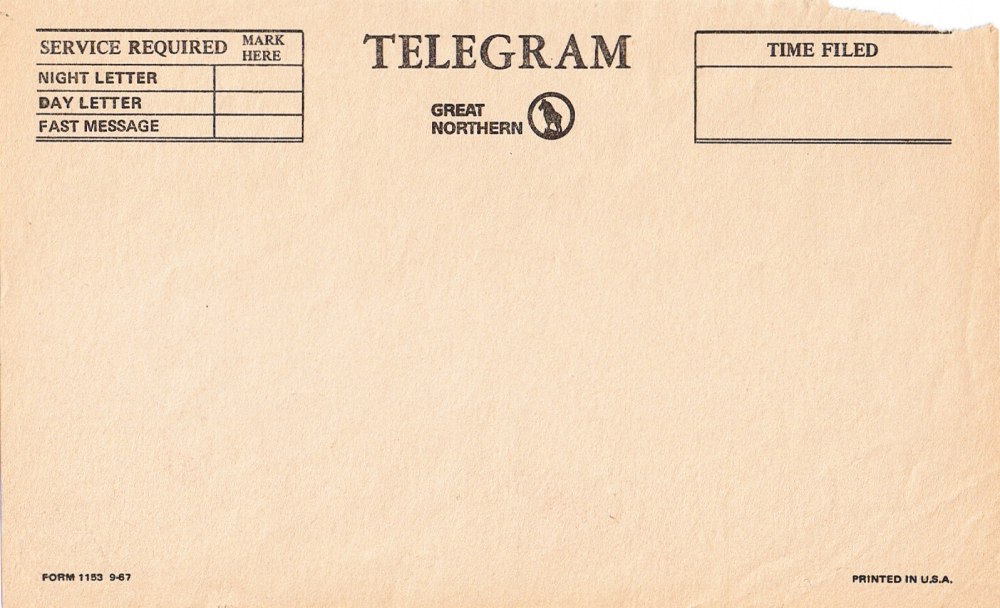 SERVICE REQUIRED MARK HERE
NIGHT LETTER
DAY LETTER
FAST MESSAGE
TELEGRAM
GREAT
NORTHERN
TIME FILED
FORM 1153 9-67
PRINTED IN U.S.A.